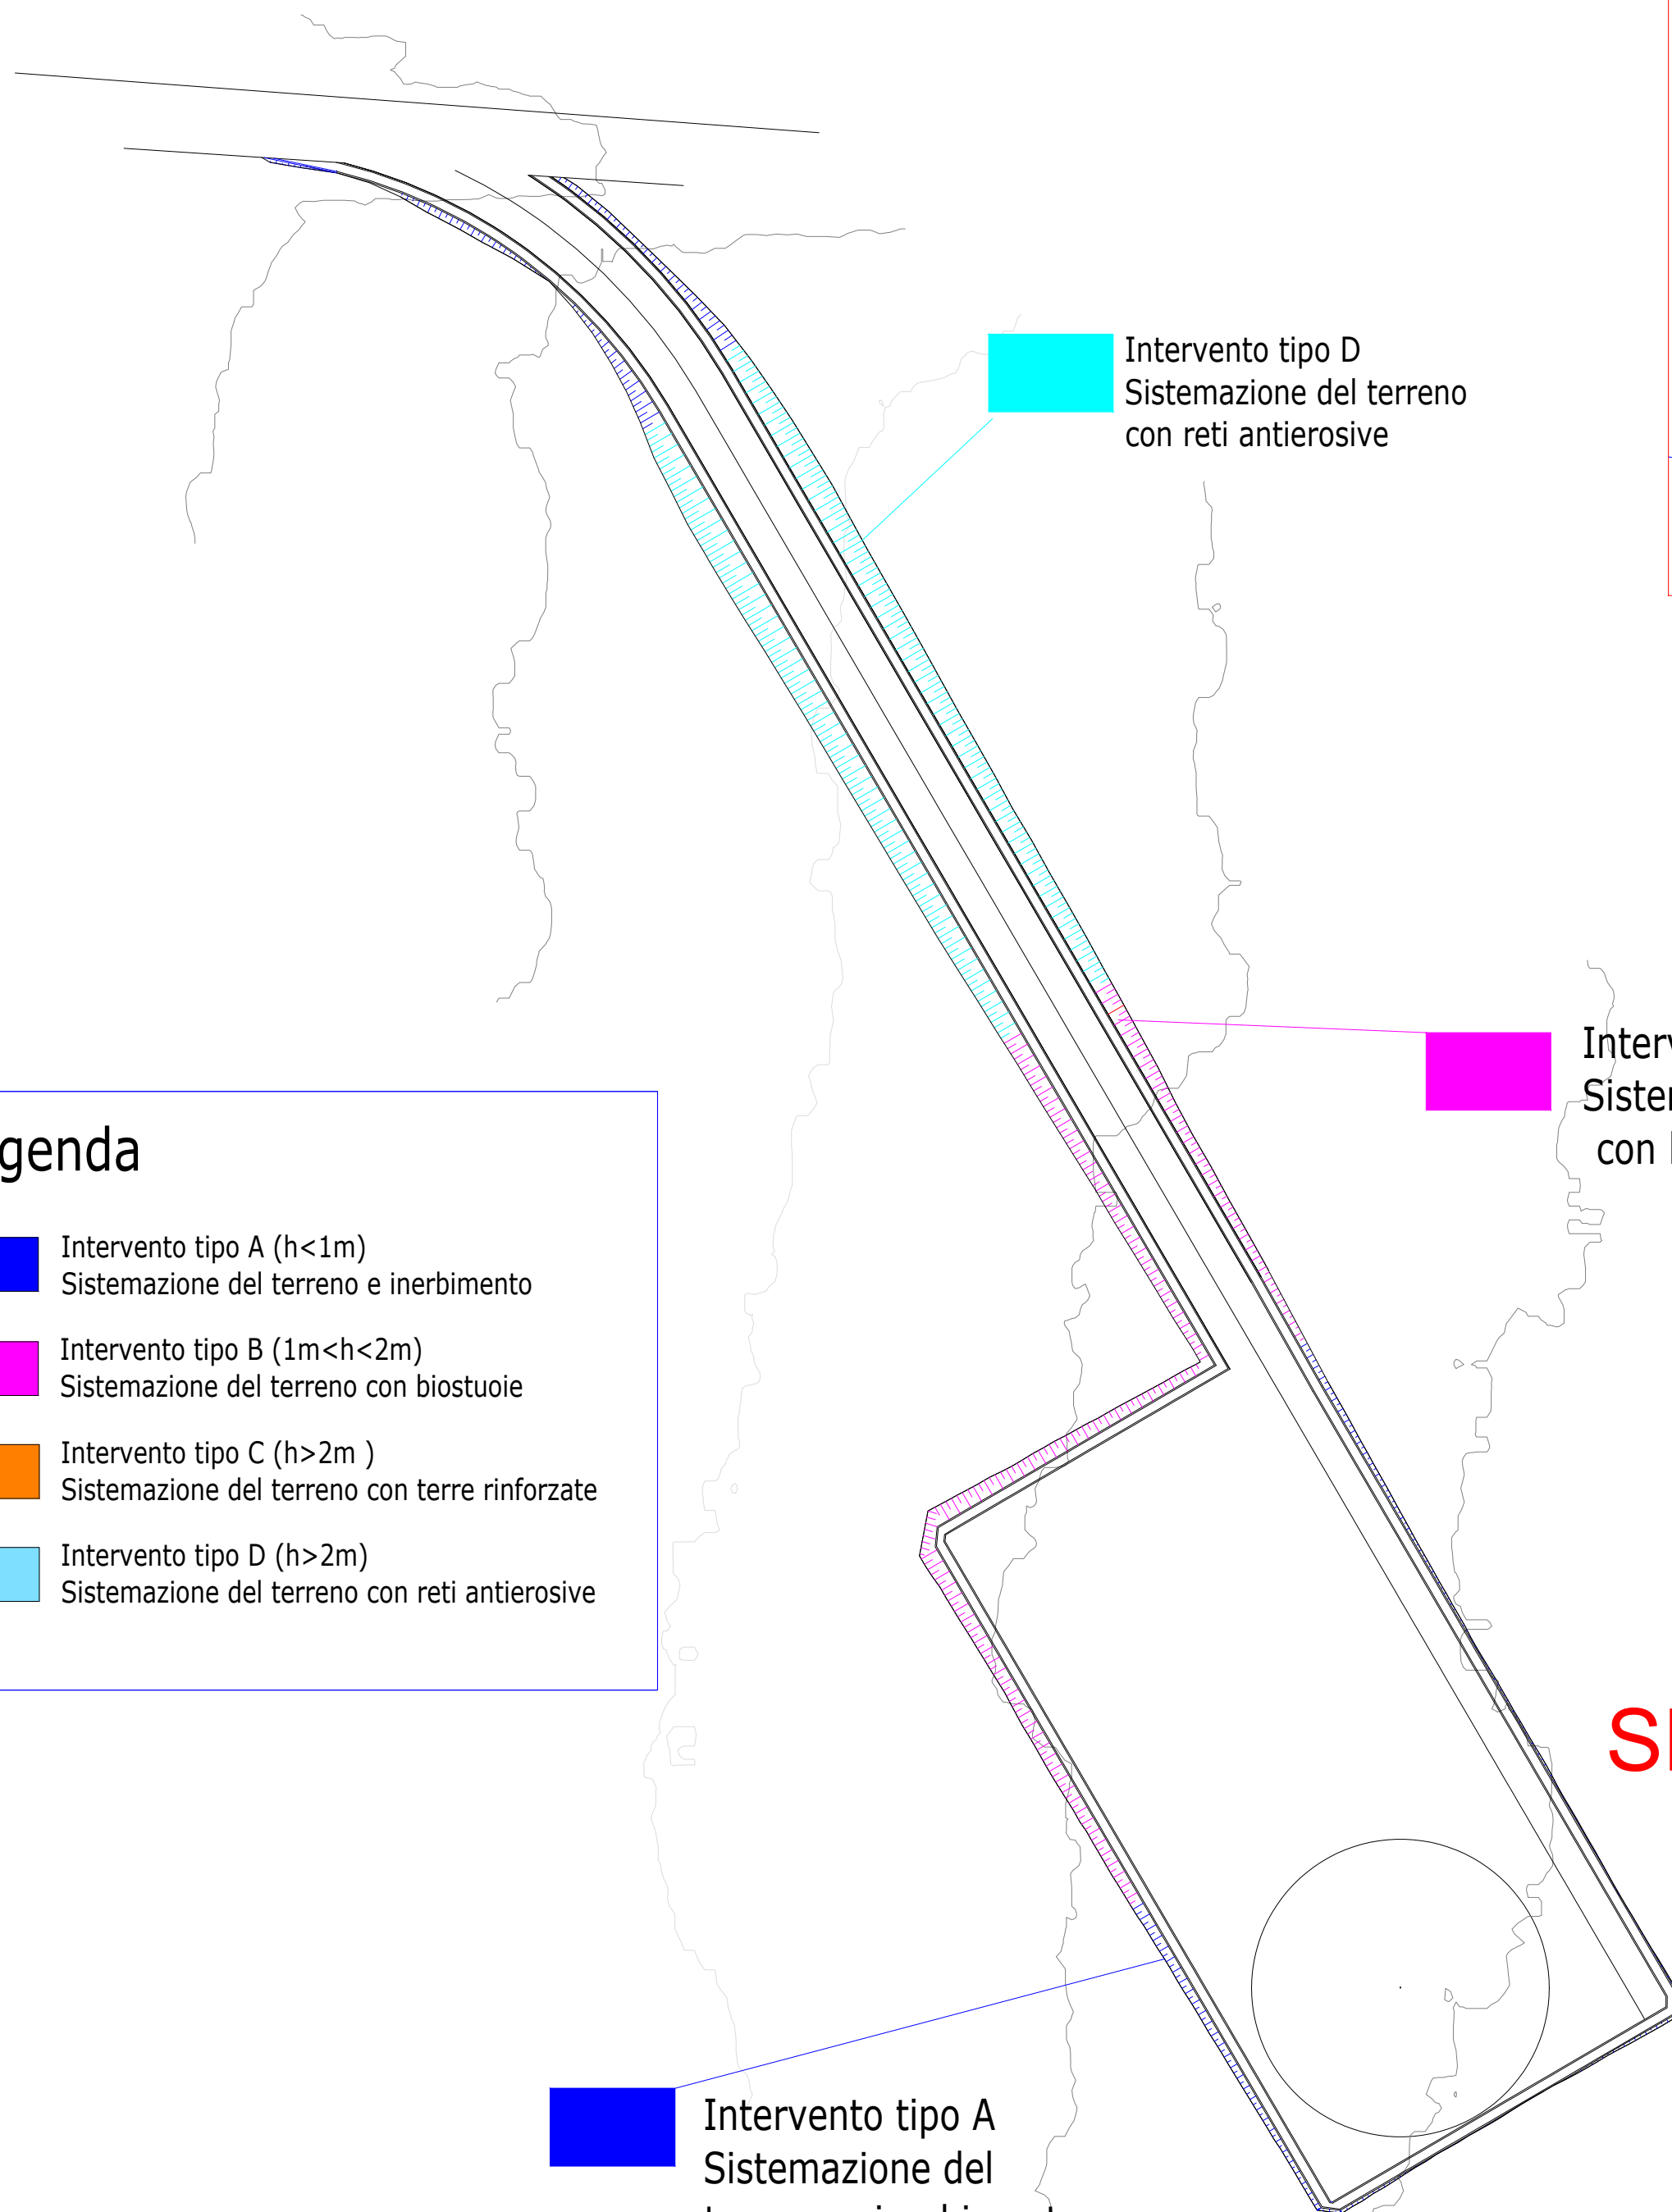 Intervento tipo D
Sistemazione del terreno
con reti antierosive
con
genda
Intervento tipo A (h<1m)
Sistemazione del terreno e inerbimento
Intervento tipo B (1m<h<2m)
Sistemazione del terreno con biostuoie
Intervento tipo C (h>2m )
Sistemazione del terreno con terre rinforzate
Intervento tipo D (h>2m)
Sistemazione del terreno con reti antierosive
Intervento tipo A
Sistemazione del